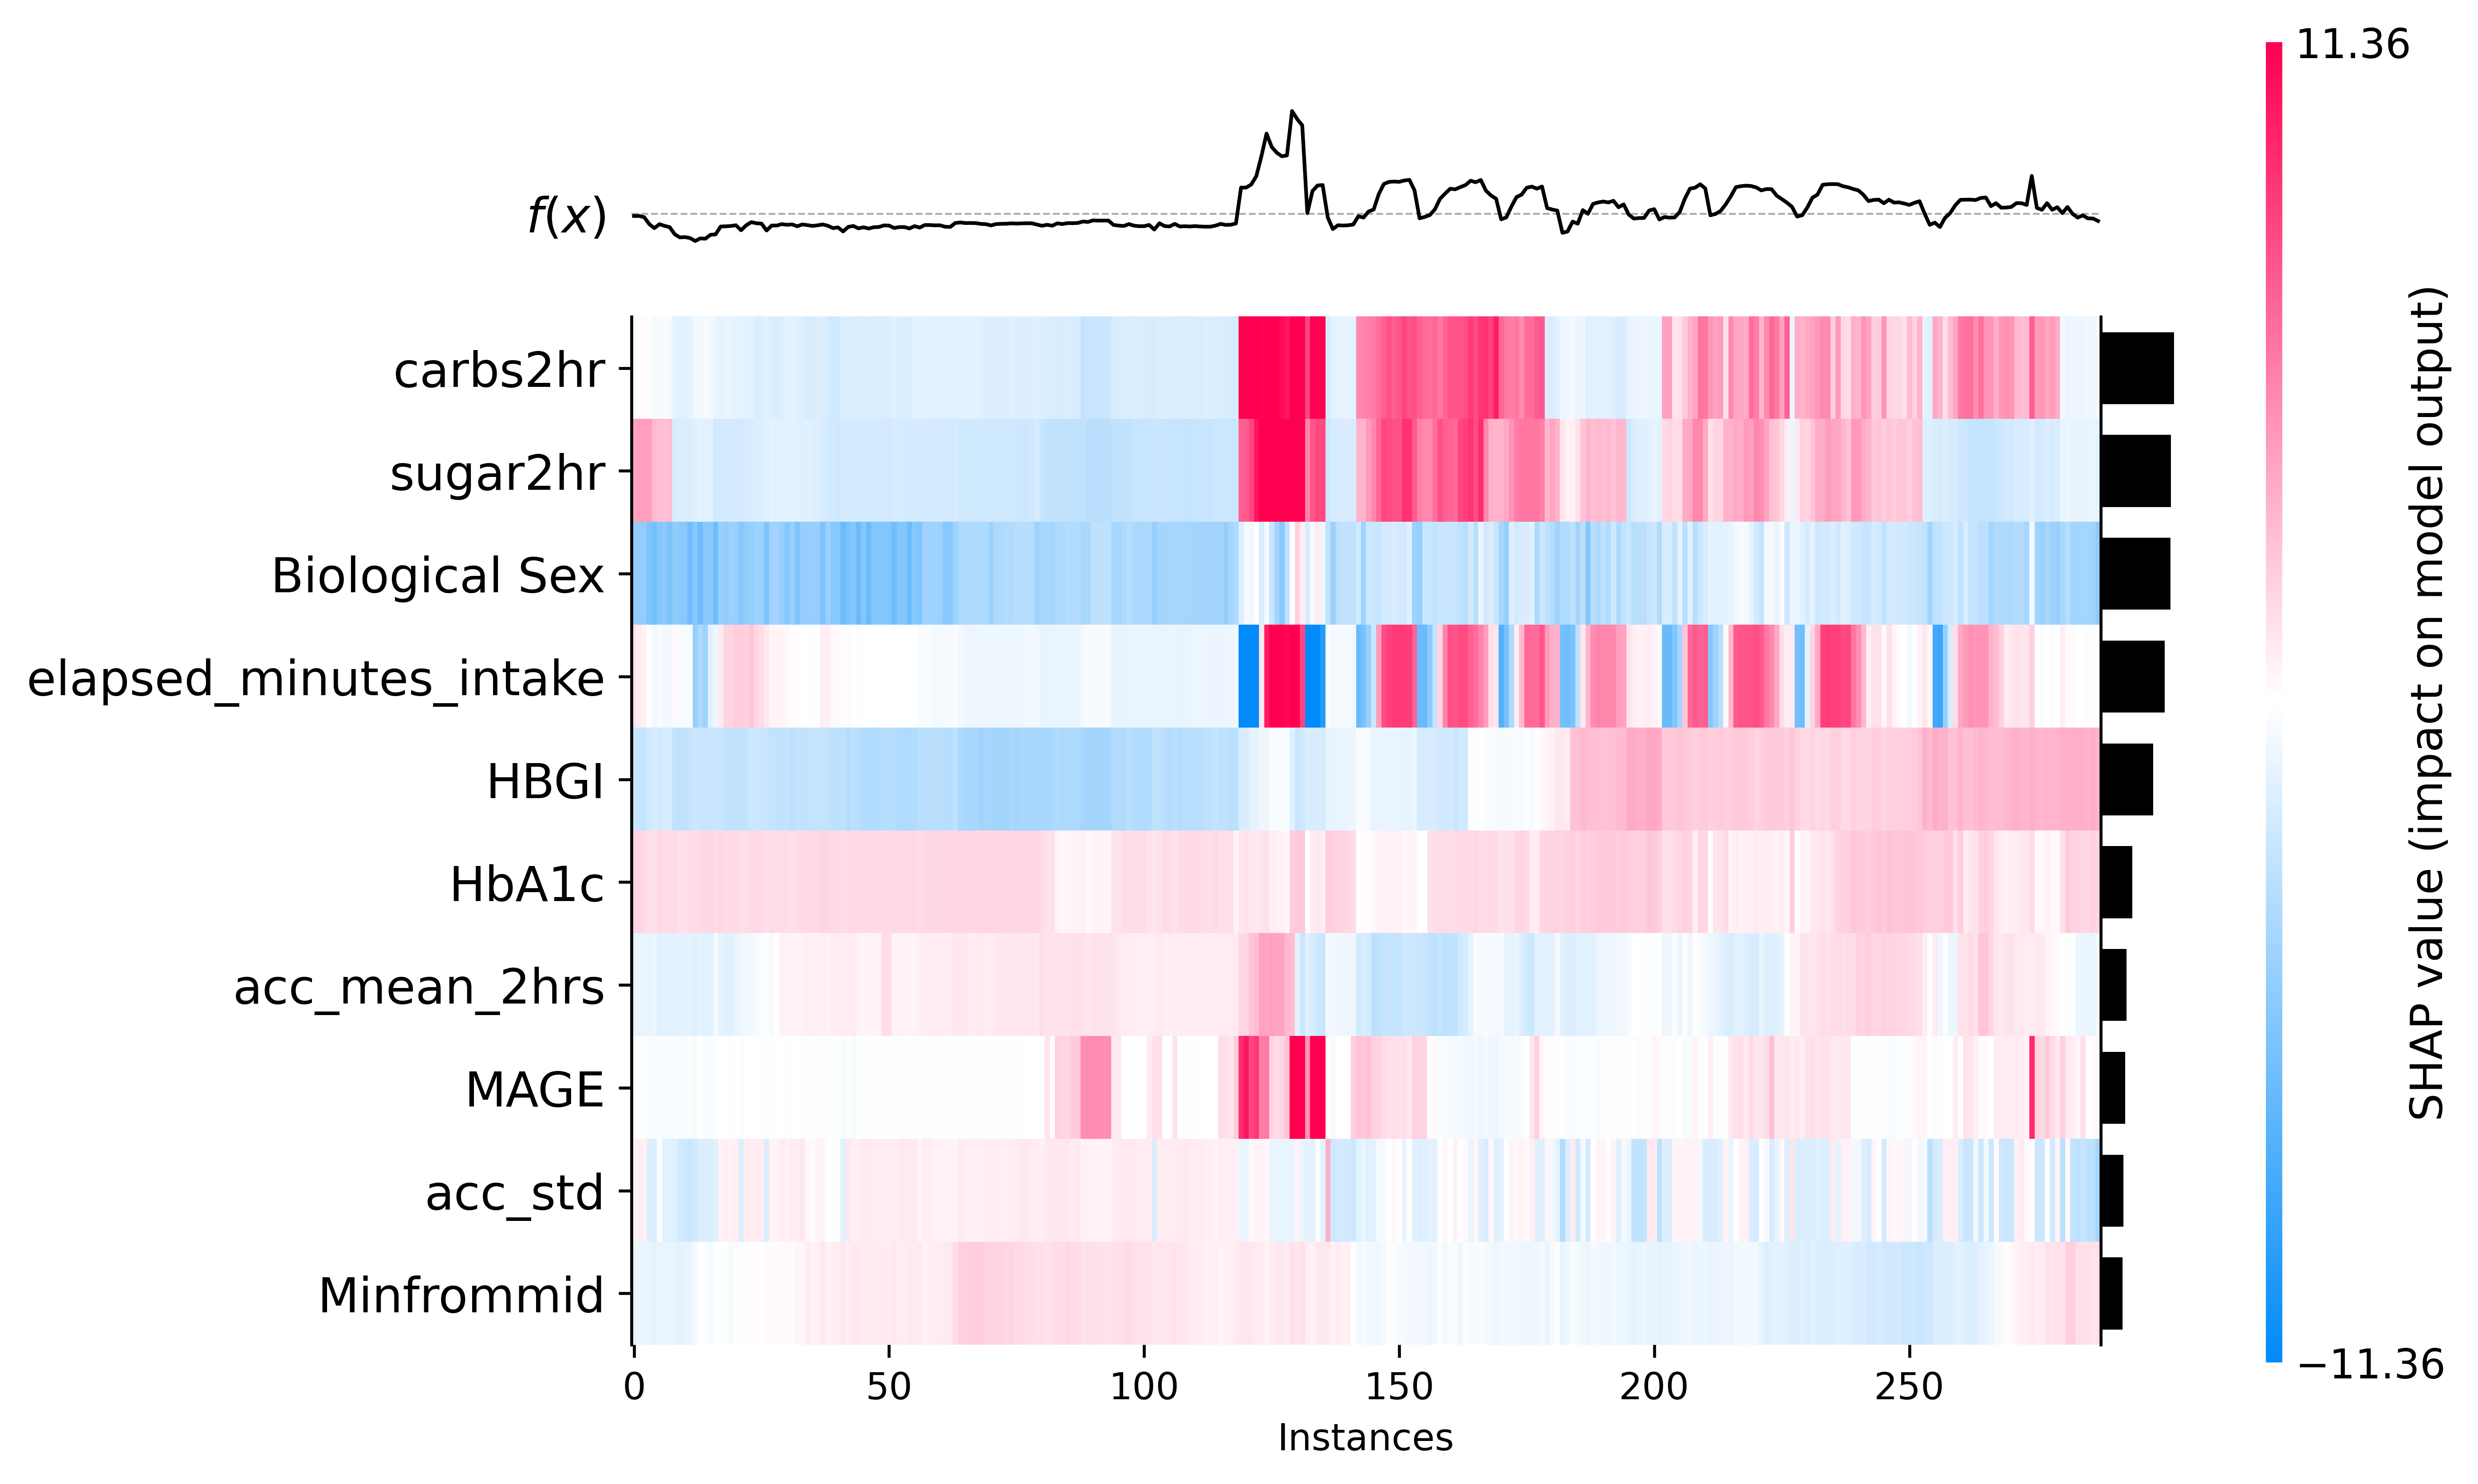 11.36
f(x)
carbs2hr
sugar2hr
Biological Sex
elapsed_minutes_intake
HBGI
HbA1c
acc_mean_2hrs
MAGE
acc_std
Minfrommid
0 50 100 150 200 250
Instances
−11.36
SHAP value (impact on model output)